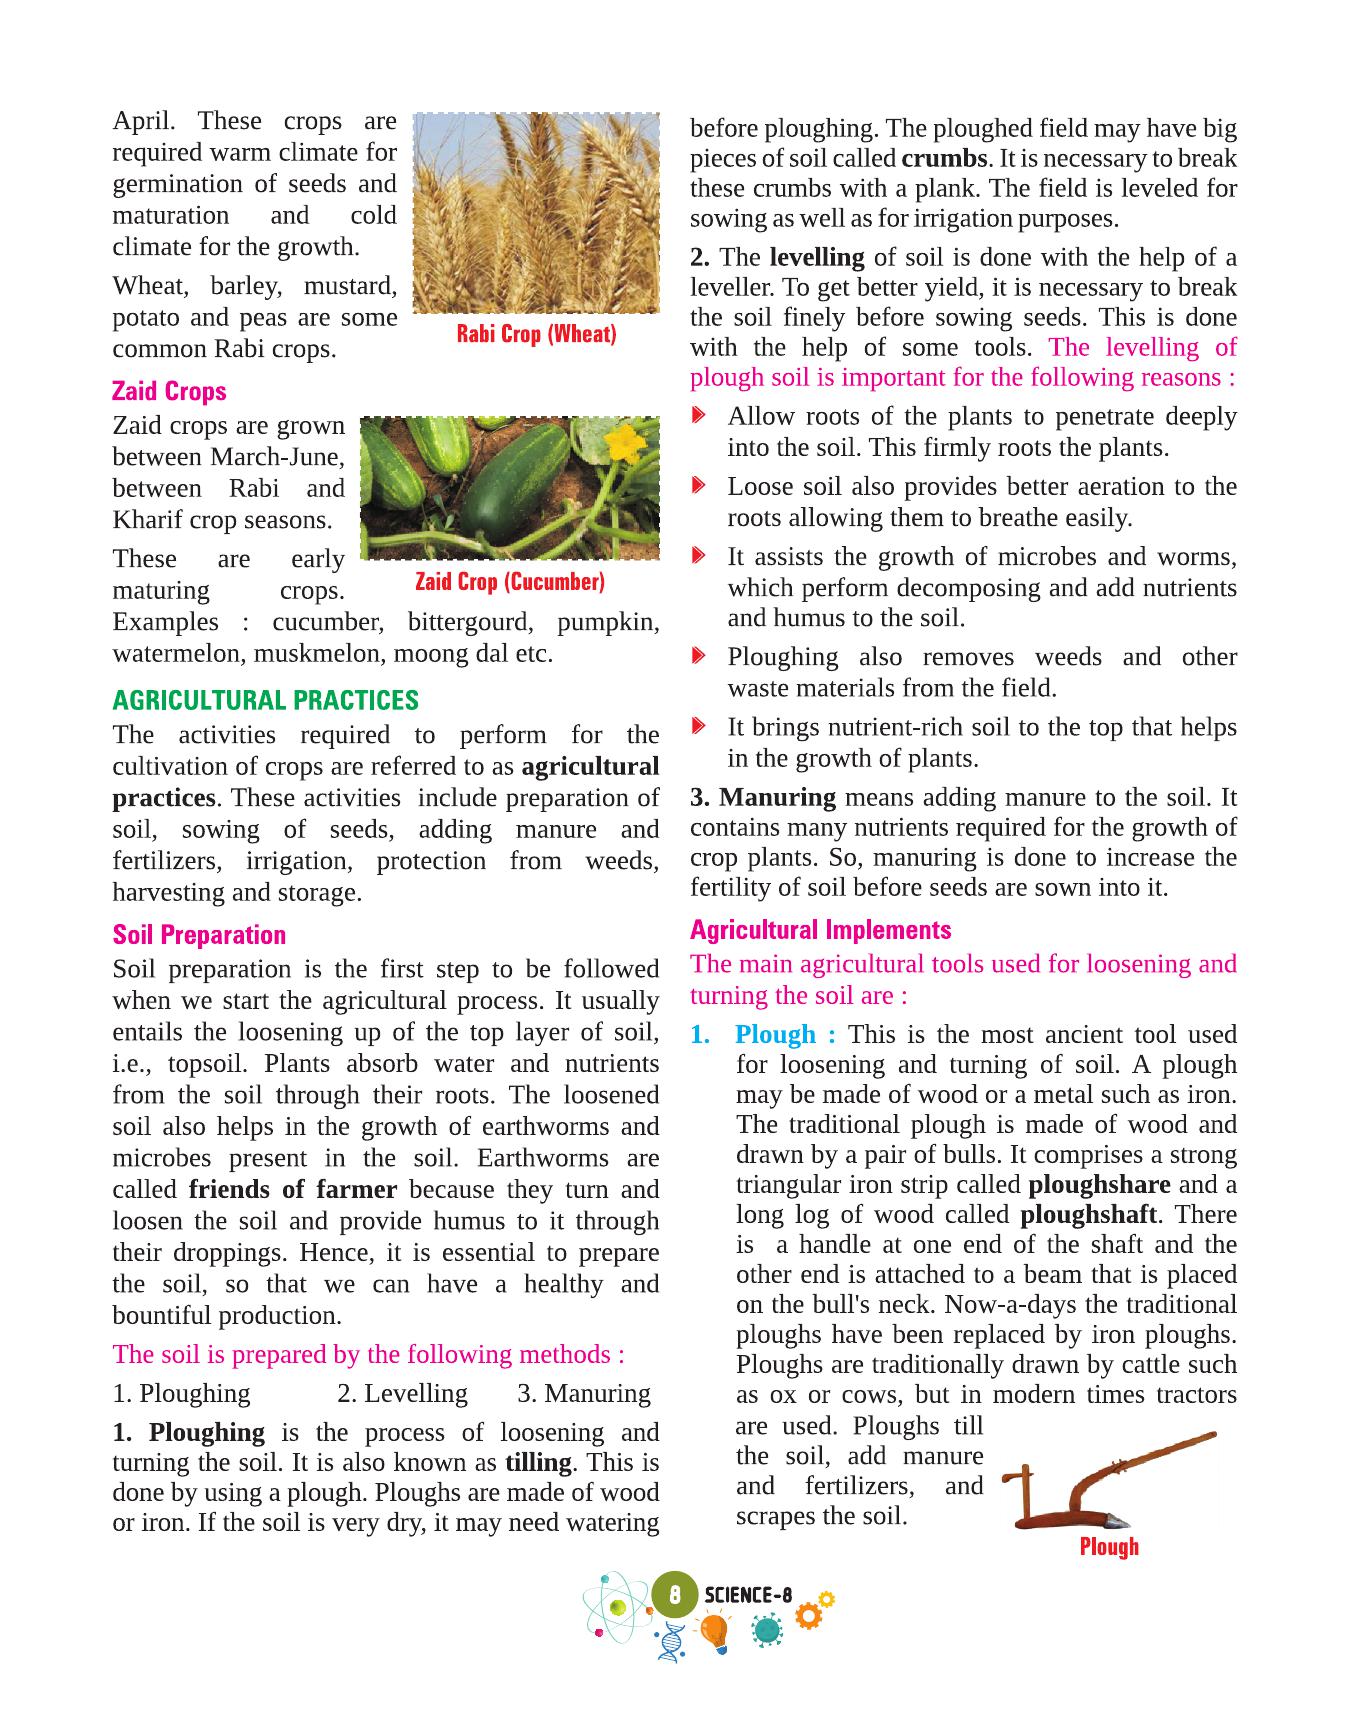 April. These crops are
required warm climate for
germination of seeds and
maturation and cold
climate for the growth.
Wheat, barley, mustard,
potato and peas are some
common Rabi crops.
Rabi Crop (Wheat)
Zaid Crops
Zaid crops are grown
between March-June,
between Rabi and
Kharif crop seasons.
These are early
maturing crops.
Zaid Crop (Cucumber)
Examples : cucumber, bittergourd, pumpkin,
watermelon, muskmelon, moong dal etc.
AGRICULTURAL PRACTICES
The activities required to perform for the
cultivation of crops are referred to as agricultural
practices. These activities include preparation of
soil, sowing of seeds, adding manure and
fertilizers, irrigation, protection from weeds,
harvesting and storage.
Soil Preparation
Soil preparation is the first step to be followed
when we start the agricultural process. It usually
entails the loosening up of the top layer of soil,
i.e., topsoil. Plants absorb water and nutrients
from the soil through their roots. The loosened
soil also helps in the growth of earthworms and
microbes present in the soil. Earthworms are
called friends of farmer because they turn and
loosen the soil and provide humus to it through
their droppings. Hence, it is essential to prepare
the soil, so that we can have a healthy and
bountiful production.
The soil is prepared by the following methods :
1. Ploughing 2. Levelling 3. Manuring
1. Ploughing is the process of loosening and
turning the soil. It is also known as tilling. This is
done by using a plough. Ploughs are made of wood
or iron. If the soil is very dry, it may need watering
before ploughing. The ploughed field may have big
pieces of soil called crumbs. It is necessary to break
these crumbs with a plank. The field is leveled for
sowing as well as for irrigation purposes.
2. The levelling of soil is done with the help of a
leveller. To get better yield, it is necessary to break
the soil finely before sowing seeds. This is done
with the help of some tools. The levelling of
plough soil is important for the following reasons :
Allow roots of the plants to penetrate deeply
into the soil. This firmly roots the plants.
Loose soil also provides better aeration to the
roots allowing them to breathe easily.
It assists the growth of microbes and worms,
which perform decomposing and add nutrients
and humus to the soil.
Ploughing also removes weeds and other
waste materials from the field.
It brings nutrient-rich soil to the top that helps
in the growth of plants.
3. Manuring means adding manure to the soil. It
contains many nutrients required for the growth of
crop plants. So, manuring is done to increase the
fertility of soil before seeds are sown into it.
Agricultural Implements
The main agricultural tools used for loosening and
turning the soil are :
1. Plough : This is the most ancient tool used
for loosening and turning of soil. A plough
may be made of wood or a metal such as iron.
The traditional plough is made of wood and
drawn by a pair of bulls. It comprises a strong
triangular iron strip called ploughshare and a
long log of wood called ploughshaft. There
is a handle at one end of the shaft and the
other end is attached to a beam that is placed
on the bull's neck. Now-a-days the traditional
ploughs have been replaced by iron ploughs.
Ploughs are traditionally drawn by cattle such
as ox or cows, but in modern times tractors
are used. Ploughs till
the soil, add manure
and fertilizers, and
scrapes the soil.
Plough
8 SCIENCE-8